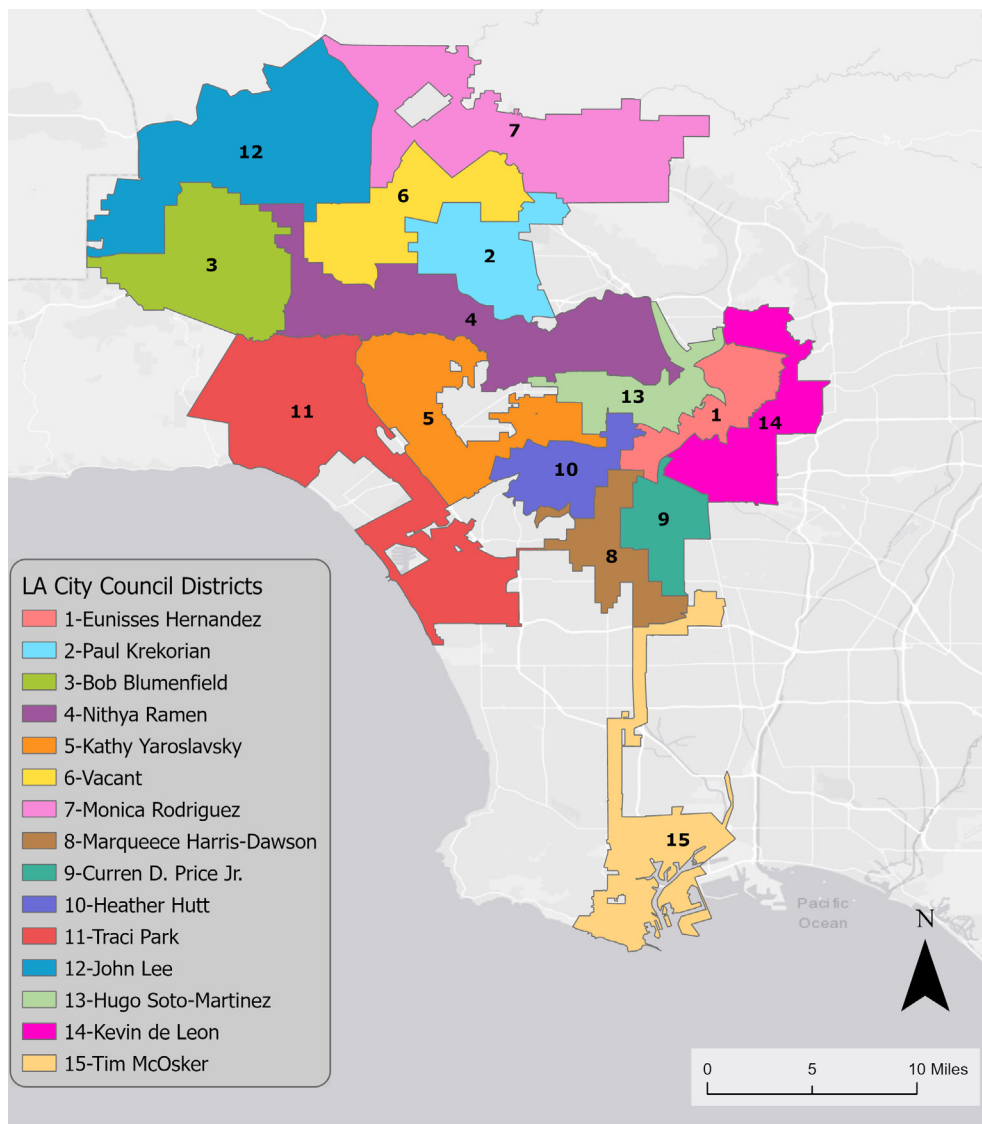 7
12
6
2
3
4
13
11
1
5
14
10
9
8
LA City Council Districts
1-Eunisses Hernandez
2-Paul Krekorian
3-Bob Blumenfield
4-Nithya Ramen
5-Kathy Yaroslavsky
6-Vacant
7-Monica Rodriguez
8-Marqueece Harris-Dawson
9-Curren D. Price Jr.
10-Heather Hutt
11-Traci Park
12-John Lee
13-Hugo Soto-Martinez
14-Kevin de Leon
15-Tim McOsker
15
Pacific
Ocean
N
0 5 10 Miles